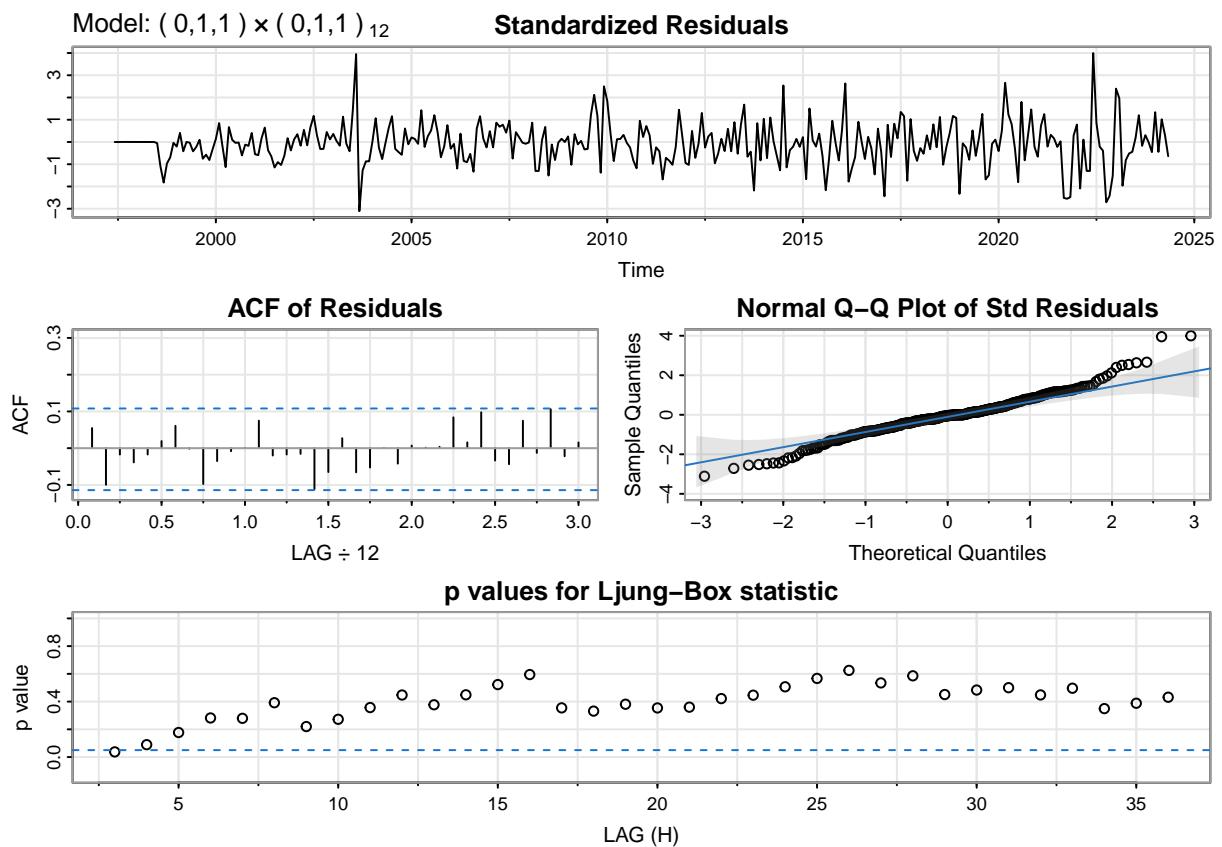 Model: ( 0,1,1 ) × ( 0,1,1 ) 12
Standardized Residuals
3
1
−1
−3
2000 2005 2010 2015 2020 2025
Time
ACF of Residuals
0.3
0.1
−0.1
ACF
0.0 0.5 1.0 1.5 2.0 2.5 3.0
LAG ÷ 12
Normal Q−Q Plot of Std Residuals
4
2
0
−2
−4
Sample Quantiles
−3 −2 −1 0 1 2 3
Theoretical Quantiles
p values for Ljung−Box statistic
0.8
0.4
0.0
p value
5 10 15 20 25 30 35
LAG (H)